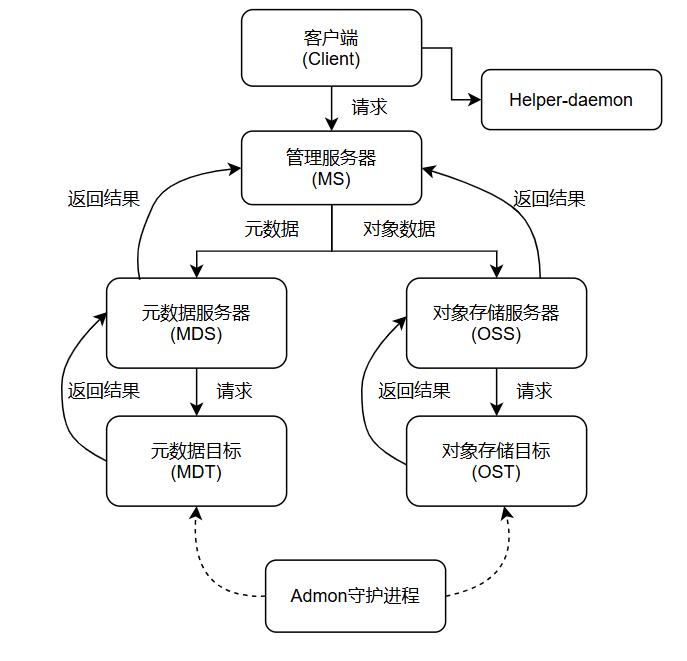 客户端
(Client)
Helper-daemon
请求
管理服务器
(MS)
返回结果
返回结果
元数据
对象数据
元数据服务器
(MDS)
对象存储服务器
(OSS)
返回结果
请求
返回结果
请求
元数据目标
(MDT)
对象存储目标
(OST)
Admon守护进程